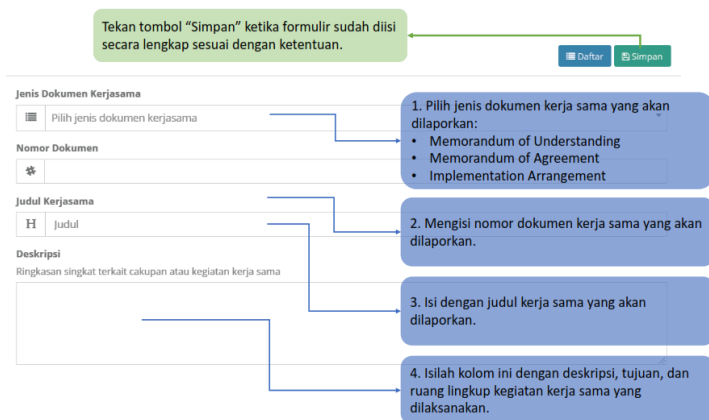 Tekan tombol “Simpan” ketika formulir sudah diisi
secara lengkap sesuai dengan ketentuan.
Daftar
Simpan
Jenis Dokumen Kerjasama
Pilih jenis dokumen kerjasama
Nomor Dokumen
Judul Kerjasama
H Judul
Deskripsi
Ringkasan singkat terkait cakupan atau kegiatan kerja sama
1. Pilih jenis dokumen kerja sama yang akan
dilaporkan:
• Memorandum of Understanding
• Memorandum of Agreement
• Implementation Arrangement
2. Mengisi nomor dokumen kerja sama yang akan
dilaporkan.
3. Isi dengan judul kerja sama yang akan
dilaporkan.
4. Isilah kolom ini dengan deskripsi, tujuan, dan
ruang lingkup kegiatan kerja sama yang
dilaksanakan.